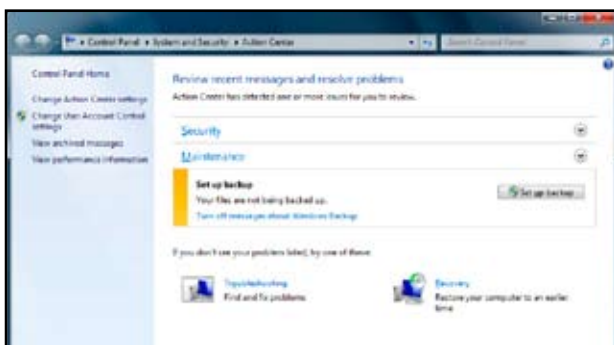 Control Panel ▸ System and Security ▸ Action Center
Search Control Panel
Control Panel Home
Change Action Center settings
Change User Account Control
settings
View archived messages
View performance information
Review recent messages and resolve problems
Action Center has detected one or more issues for you to review.
Security
Maintenance
Set up backup
Your files are not being backed up.
Turn off messages about Windows Backup
Set up backup
If you don't see your problem listed, try one of these:
Troubleshooting
Find and fix problems
Recovery
Restore your computer to an earlier
time